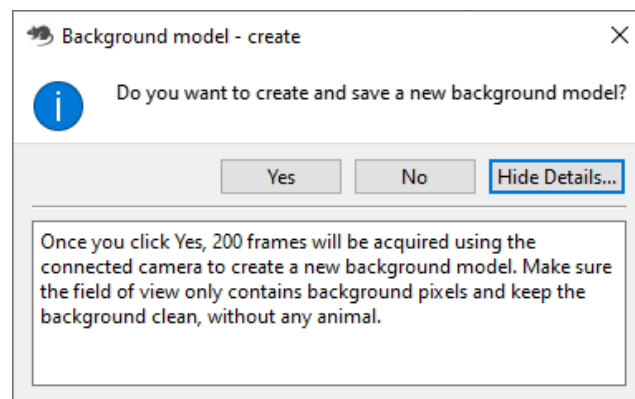 Background model - create
Do you want to create and save a new background model?
Yes No Hide Details...
Once you click Yes, 200 frames will be acquired using the
connected camera to create a new background model. Make sure
the field of view only contains background pixels and keep the
background clean, without any animal.